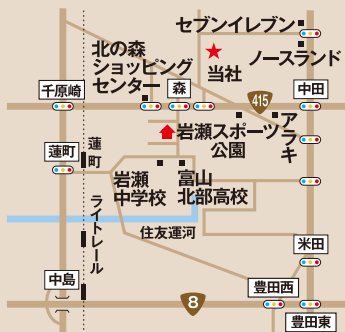 セブンイレブン
北の森
ショッピング
センター
当社
ノースランド
千原崎
森
415
中田
岩瀬スポーツ
公園
アラキ
蓮町
蓮町
岩瀬
中学校
富山
北部高校
ライトレール
住友運河
米田
中島
8
豊田西
豊田東